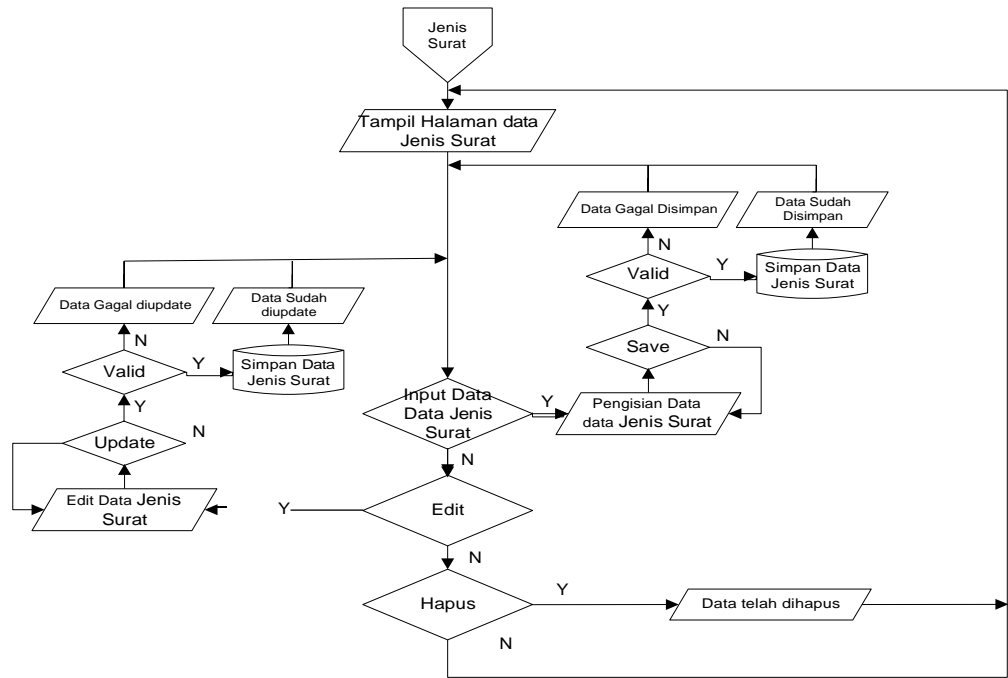 Jenis
Surat
Tampil Halaman data
Jenis Surat
Data Gagal Disimpan
Data Sudah
Disimpan
N
Valid
Y
Simpan Data
Jenis Surat
Y
Save
N
Data Gagal diupdate
Data Sudah
diupdate
N
Valid
Y
Simpan Data
Jenis Surat
Y
Update
N
Edit Data Jenis
Surat
Input Data
Data Jenis
Surat
Y
Pengisian Data
data Jenis Surat
N
Y
Edit
N
Hapus
Y
Data telah dihapus
N